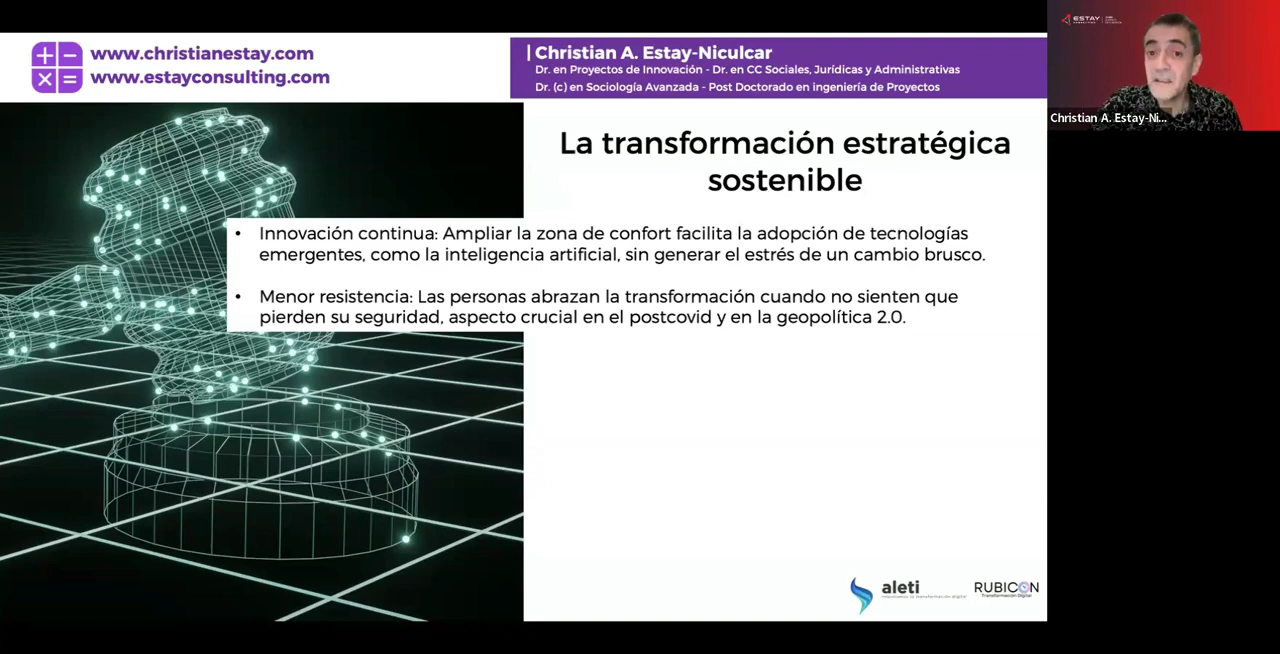 www.christianestay.com
www.estayconsulting.com
| Christian A. Estay-Niculcar
Dr. en Proyectos de Innovación - Dr. en CC Sociales, Jurídicas y Administrativas
Dr. (c) en Sociología Avanzada - Post Doctorado en ingeniería de Proyectos
ESTAY
Christian A. Estay-Ni...
La transformación estratégica
sostenible
• Innovación continua: Ampliar la zona de confort facilita la adopción de tecnologías
emergentes, como la inteligencia artificial, sin generar el estrés de un cambio brusco.
• Menor resistencia: Las personas abrazan la transformación cuando no sienten que
pierden su seguridad, aspecto crucial en el postcovid y en la geopolítica 2.0.
aleti
RUBICON
Transformación Digital